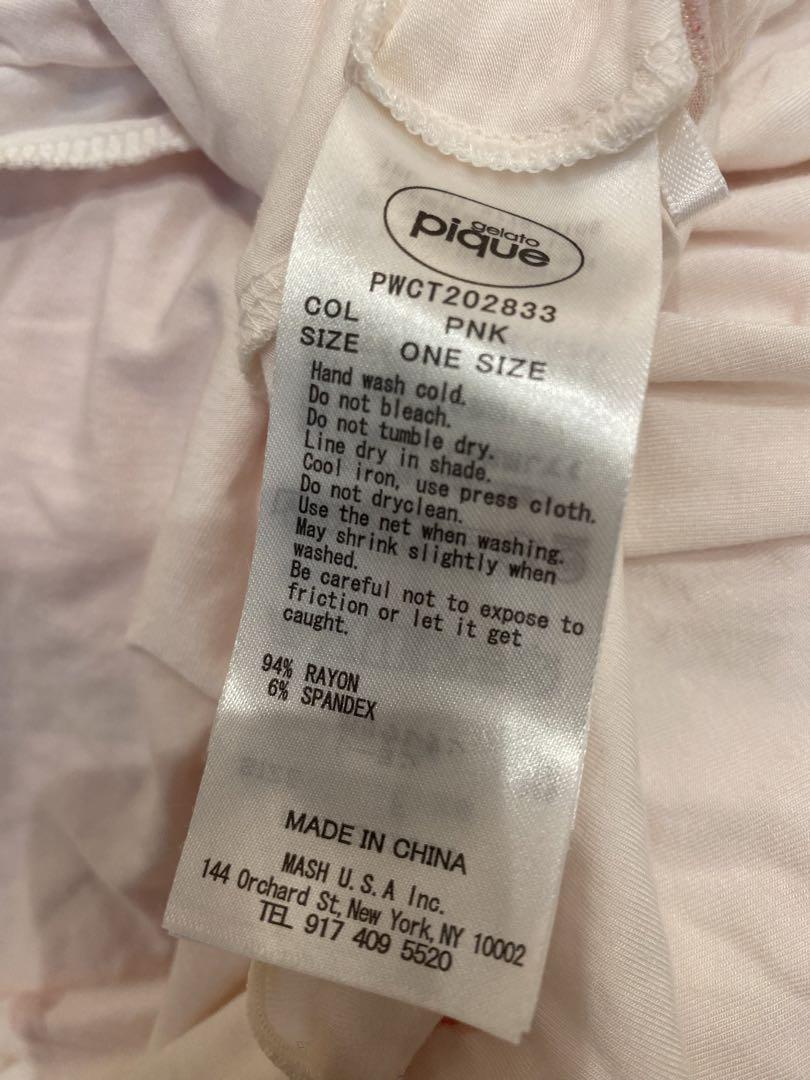 gelato
pique
PWCT202833
COL PNK
SIZE ONE SIZE
Hand wash cold.
Do not bleach.
Do not tumble dry.
Line dry in shade.
Cool iron, use press cloth.
Do not dryclean.
Use the net when washing.
May shrink slightly when
washed.
Be careful not to expose to
friction or let it get
caught.
94% RAYON
6% SPANDEX
MADE IN CHINA
MASH U.S.A Inc.
144 Orchard St, New York, NY 10002
TEL 917 409 5520